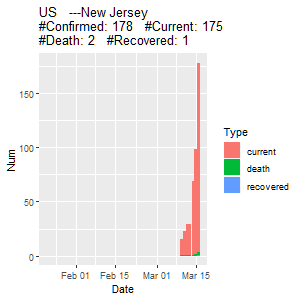 US   ---New Jersey
#Confirmed: 178   #Current: 175
#Death: 2   #Recovered: 1
150
100
50
0
Num
Feb 01
Feb 15
Mar 01
Mar 15
Date
Type
current
death
recovered